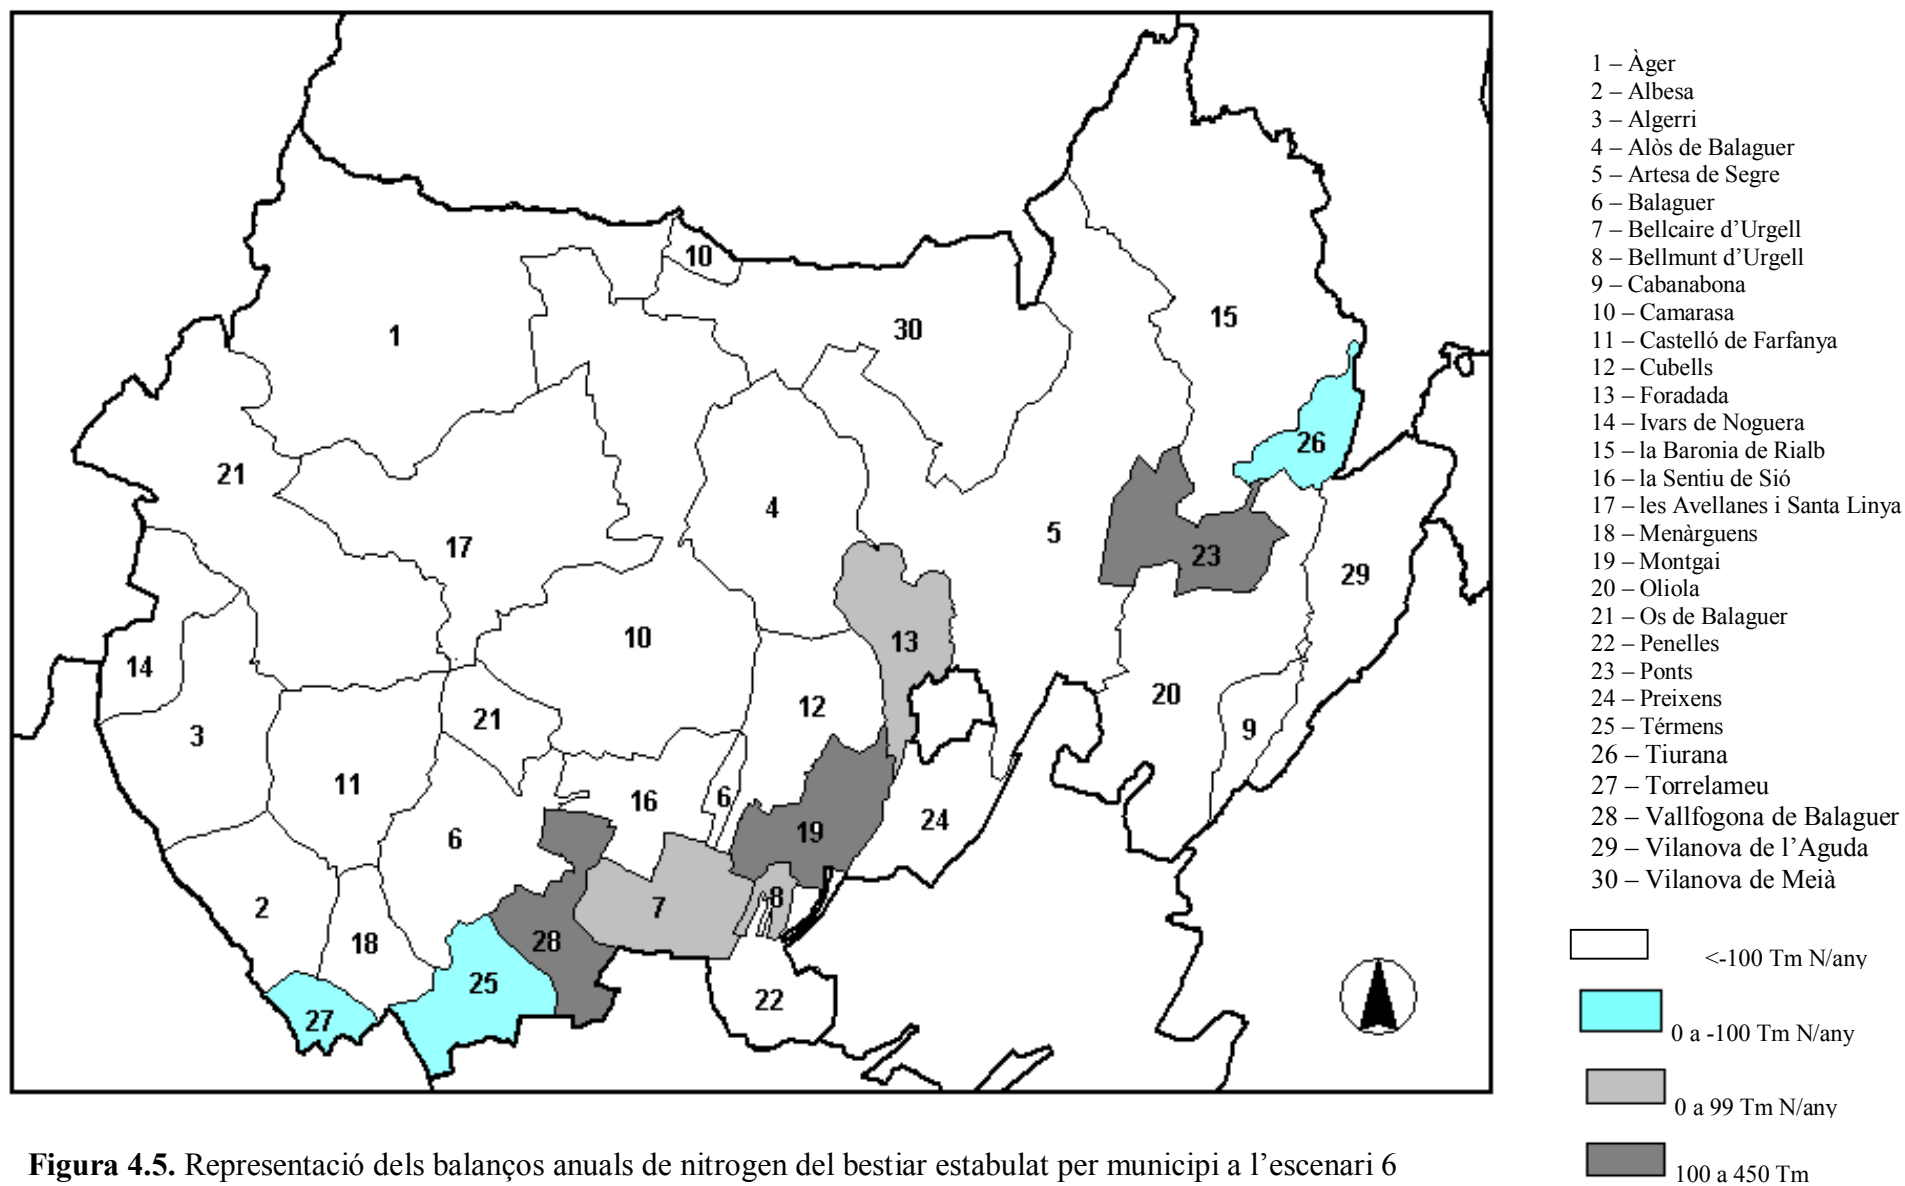 10
1
30
15
26
21
4
5
17
23
29
10
13
14
12
20
3
21
9
11
16
6
19
24
6
2
7
8
18
28
25
22
27
1 – Àger
2 – Albesa
3 – Algerri
4 – Alòs de Balaguer
5 – Artesa de Segre
6 – Balaguer
7 – Bellcaire d’Urgell
8 – Bellmunt d’Urgell
9 – Cabanabona
10 – Camarasa
11 – Castelló de Farfanya
12 – Cubells
13 – Foradada
14 – Ivars de Noguera
15 – la Baronia de Rialb
16 – la Sentiu de Sió
17 – les Avellanes i Santa Linya
18 – Menàrguens
19 – Montgai
20 – Oliola
21 – Os de Balaguer
22 – Penelles
23 – Ponts
24 – Preixens
25 – Térmens
26 – Tiurana
27 – Torrelameu
28 – Vallfogona de Balaguer
29 – Vilanova de l’Aguda
30 – Vilanova de Meià
<-100 Tm N/any
0 a -100 Tm N/any
0 a 99 Tm N/any
100 a 450 Tm
Figura 4.5. Representació dels balanços anuals de nitrogen del bestiar estabulat per municipi a l’escenari 6